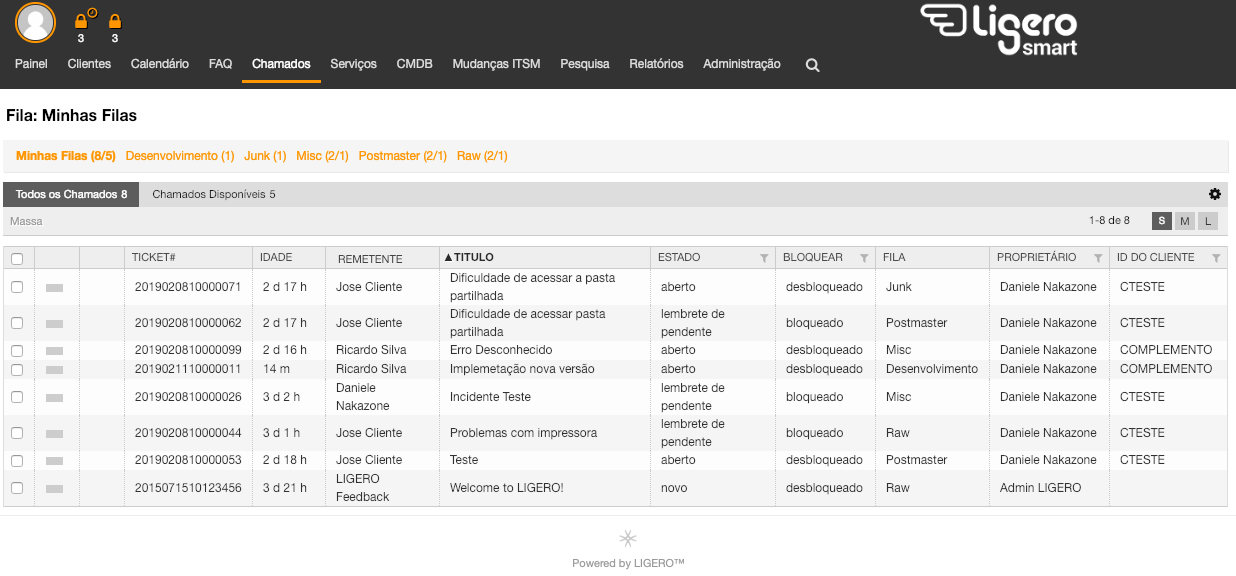 Ligero
smart
3 3
Painel Clientes Calendário FAQ Chamados Serviços CMDB Mudanças ITSM Pesquisa Relatórios Administração
Fila: Minhas Filas
Minhas Filas (8/5) Desenvolvimento (1) Junk (1) Misc (2/1) Postmaster (2/1) Raw (2/1)
Todos os Chamados 8 Chamados Disponíveis 5
Massa 1-8 de 8 S M L
TICKET# IDADE REMETENTE ▲TITULO ESTADO BLOQUEAR FILA PROPRIETÁRIO ID DO CLIENTE
2019020810000071 2 d 17 h Jose Cliente Dificuldade de acessar a pasta partilhada aberto desbloqueado Junk Daniele Nakazone CTESTE
2019020810000062 2 d 17 h Jose Cliente Dificuldade de acessar pasta partilhada lembrete de pendente bloqueado Postmaster Daniele Nakazone CTESTE
2019020810000099 2 d 16 h Ricardo Silva Erro Desconhecido aberto desbloqueado Misc Daniele Nakazone COMPLEMENTO
2019021110000011 14 m Ricardo Silva Implemetação nova versão aberto desbloqueado Desenvolvimento Daniele Nakazone COMPLEMENTO
2019020810000026 3 d 2 h Daniele Nakazone Incidente Teste lembrete de pendente bloqueado Misc Daniele Nakazone CTESTE
2019020810000044 3 d 1 h Jose Cliente Problemas com impressora lembrete de pendente bloqueado Raw Daniele Nakazone CTESTE
2019020810000053 2 d 18 h Jose Cliente Teste aberto desbloqueado Postmaster Daniele Nakazone CTESTE
2015071510123456 3 d 21 h LIGERO Feedback Welcome to LIGERO! novo desbloqueado Raw Admin LIGERO
Powered by LIGERO™